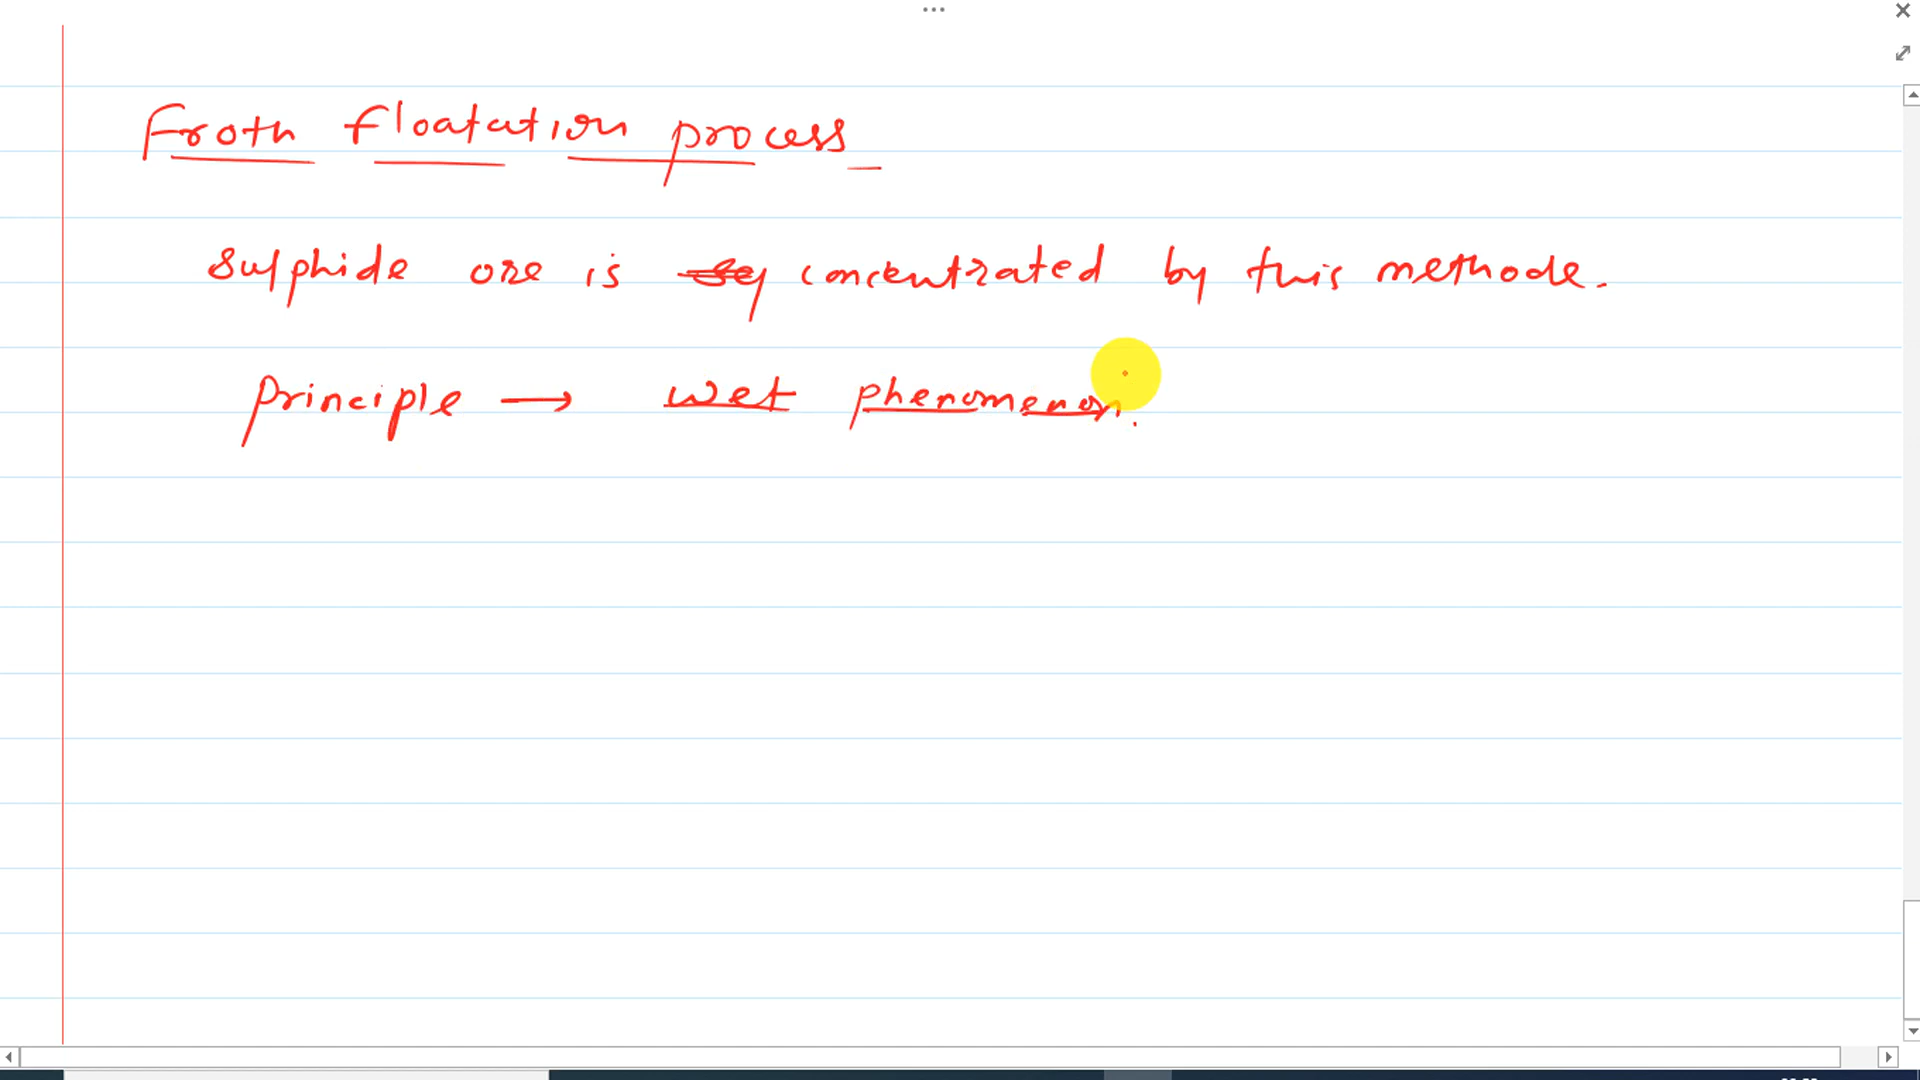 Froth floatation process
Sulphide ore is concentrated by this methode.
Principle → wet phenomenon.